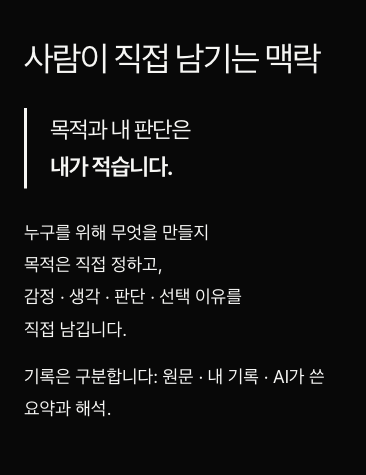 사람이 직접 남기는 맥락
목적과 내 판단은
내가 적습니다.
누구를 위해 무엇을 만들지
목적은 직접 정하고,
감정 · 생각 · 판단 · 선택 이유를
직접 남깁니다.
기록은 구분합니다: 원문 · 내 기록 · AI가 쓴
요약과 해석.